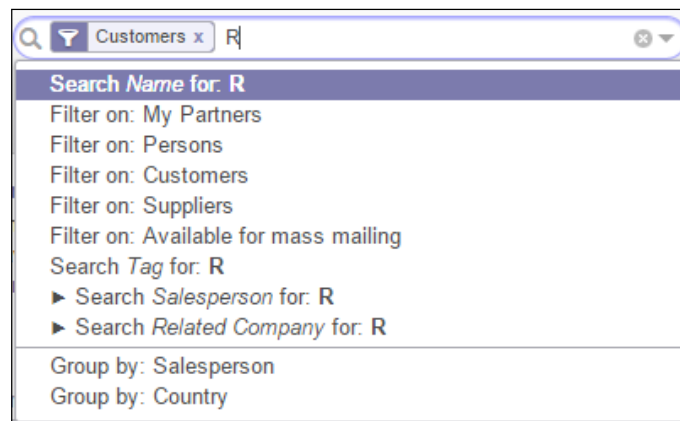 Customers x R
Search Name for: R
Filter on: My Partners
Filter on: Persons
Filter on: Customers
Filter on: Suppliers
Filter on: Available for mass mailing
Search Tag for: R
► Search Salesperson for: R
► Search Related Company for: R
Group by: Salesperson
Group by: Country